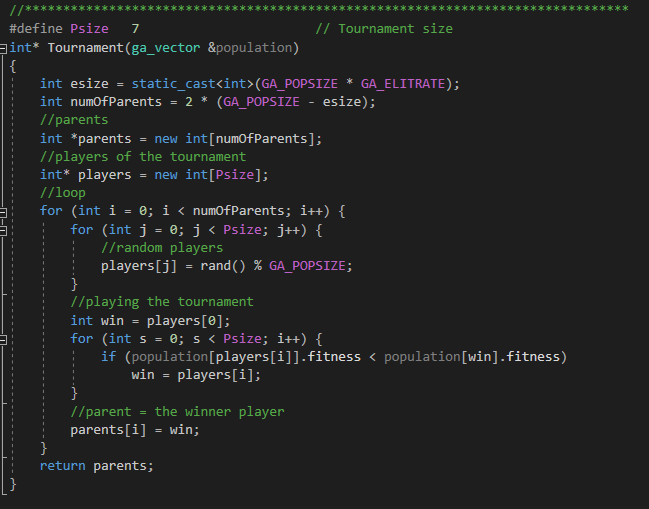 //*******************************************************************************
#define Psize   7                       // Tournament size
int* Tournament(ga_vector &population)
{
    int esize = static_cast<int>(GA_POPSIZE * GA_ELITRATE);
    int numOfParents = 2 * (GA_POPSIZE - esize);
    //parents
    int *parents = new int[numOfParents];
    //players of the tournament
    int* players = new int[Psize];
    //loop
    for (int i = 0; i < numOfParents; i++) {
        for (int j = 0; j < Psize; j++) {
            //random players
            players[j] = rand() % GA_POPSIZE;
        }
        //playing the tournament
        int win = players[0];
        for (int s = 0; s < Psize; i++) {
            if (population[players[i]].fitness < population[win].fitness)
                win = players[i];
        }
        //parent = the winner player
        parents[i] = win;
    }
    return parents;
}